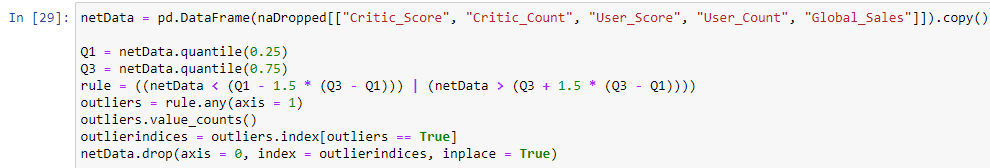 In [29]: netData = pd.DataFrame(naDropped[["Critic_Score", "Critic_Count", "User_Score", "User_Count", "Global_Sales"]]).copy()
Q1 = netData.quantile(0.25)
Q3 = netData.quantile(0.75)
rule = ((netData < (Q1 - 1.5 * (Q3 - Q1))) | (netData > (Q3 + 1.5 * (Q3 - Q1))))
outliers = rule.any(axis = 1)
outliers.value_counts()
outlierindices = outliers.index[outliers == True]
netData.drop(axis = 0, index = outlierindices, inplace = True)